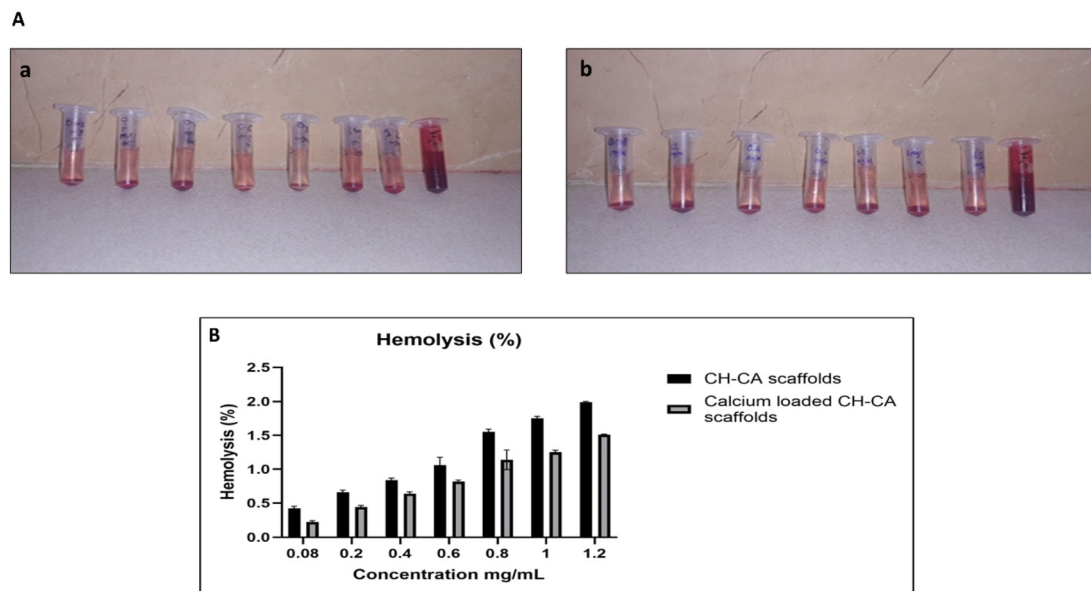 A
a
b
B
Hemolysis (%)
2.5
2.0
1.5
1.0
0.5
0.0
Hemolysis (%)
0.08 0.2 0.4 0.6 0.8 1 1.2
Concentration mg/mL
CH-CA scaffolds
Calcium loaded CH-CA
scaffolds